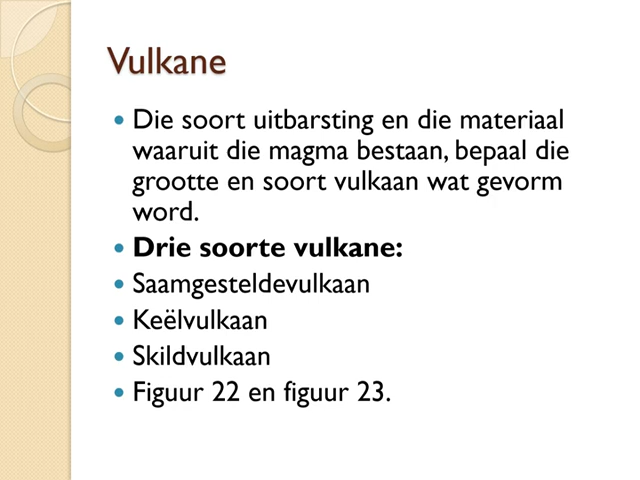 Vulkane
• Die soort uitbarsting en die materiaal
waaruit die magma bestaan, bepaal die
grootte en soort vulkaan wat gevorm
word.
• Drie soorte vulkane:
• Saamgesteldevulkaan
• Keëlvulkaan
• Skildvulkaan
• Figuur 22 en figuur 23.